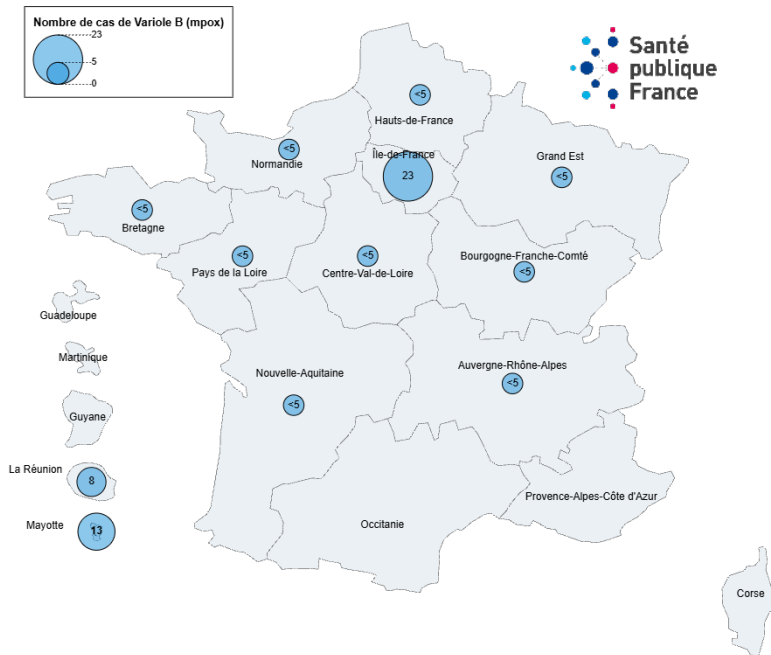 Nombre de cas de Variole B (mpox)
23
5
0
Santé
publique
France
<5
Hauts-de-France
<5
Normandie
Île-de-France
23
Grand Est
<5
<5
Bretagne
<5
Pays de la Loire
<5
Centre-Val-de-Loire
Bourgogne-Franche-Comté
<5
Guadeloupe
Martinique
Nouvelle-Aquitaine
<5
Auvergne-Rhône-Alpes
<5
Guyane
La Réunion
8
Mayotte
13
Occitanie
Provence-Alpes-Côte d'Azur
Corse